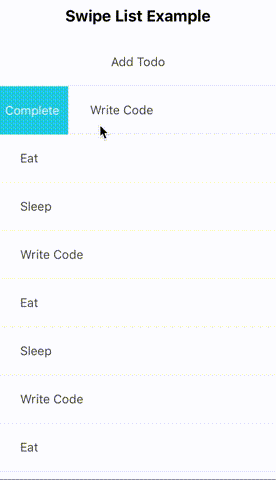 Swipe List Example
Add Todo
Complete Write Code
Eat
Sleep
Write Code
Eat
Sleep
Write Code
Eat